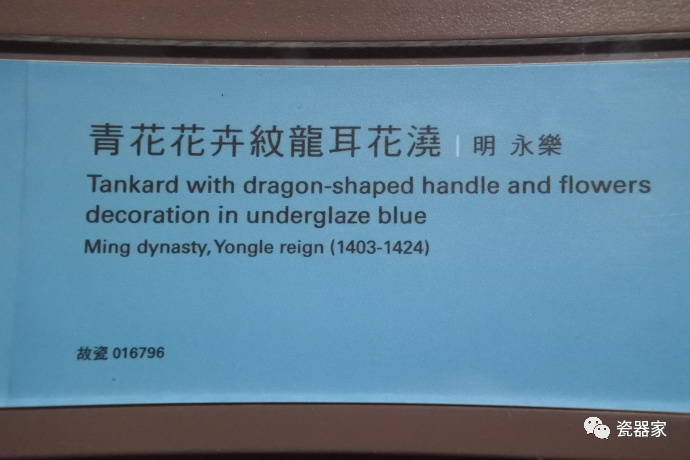 青花花卉紋龍耳花澆 | 明 永樂
Tankard with dragon-shaped handle and flowers
decoration in underglaze blue
Ming dynasty, Yongle reign (1403-1424)
故瓷 016796
瓷器家